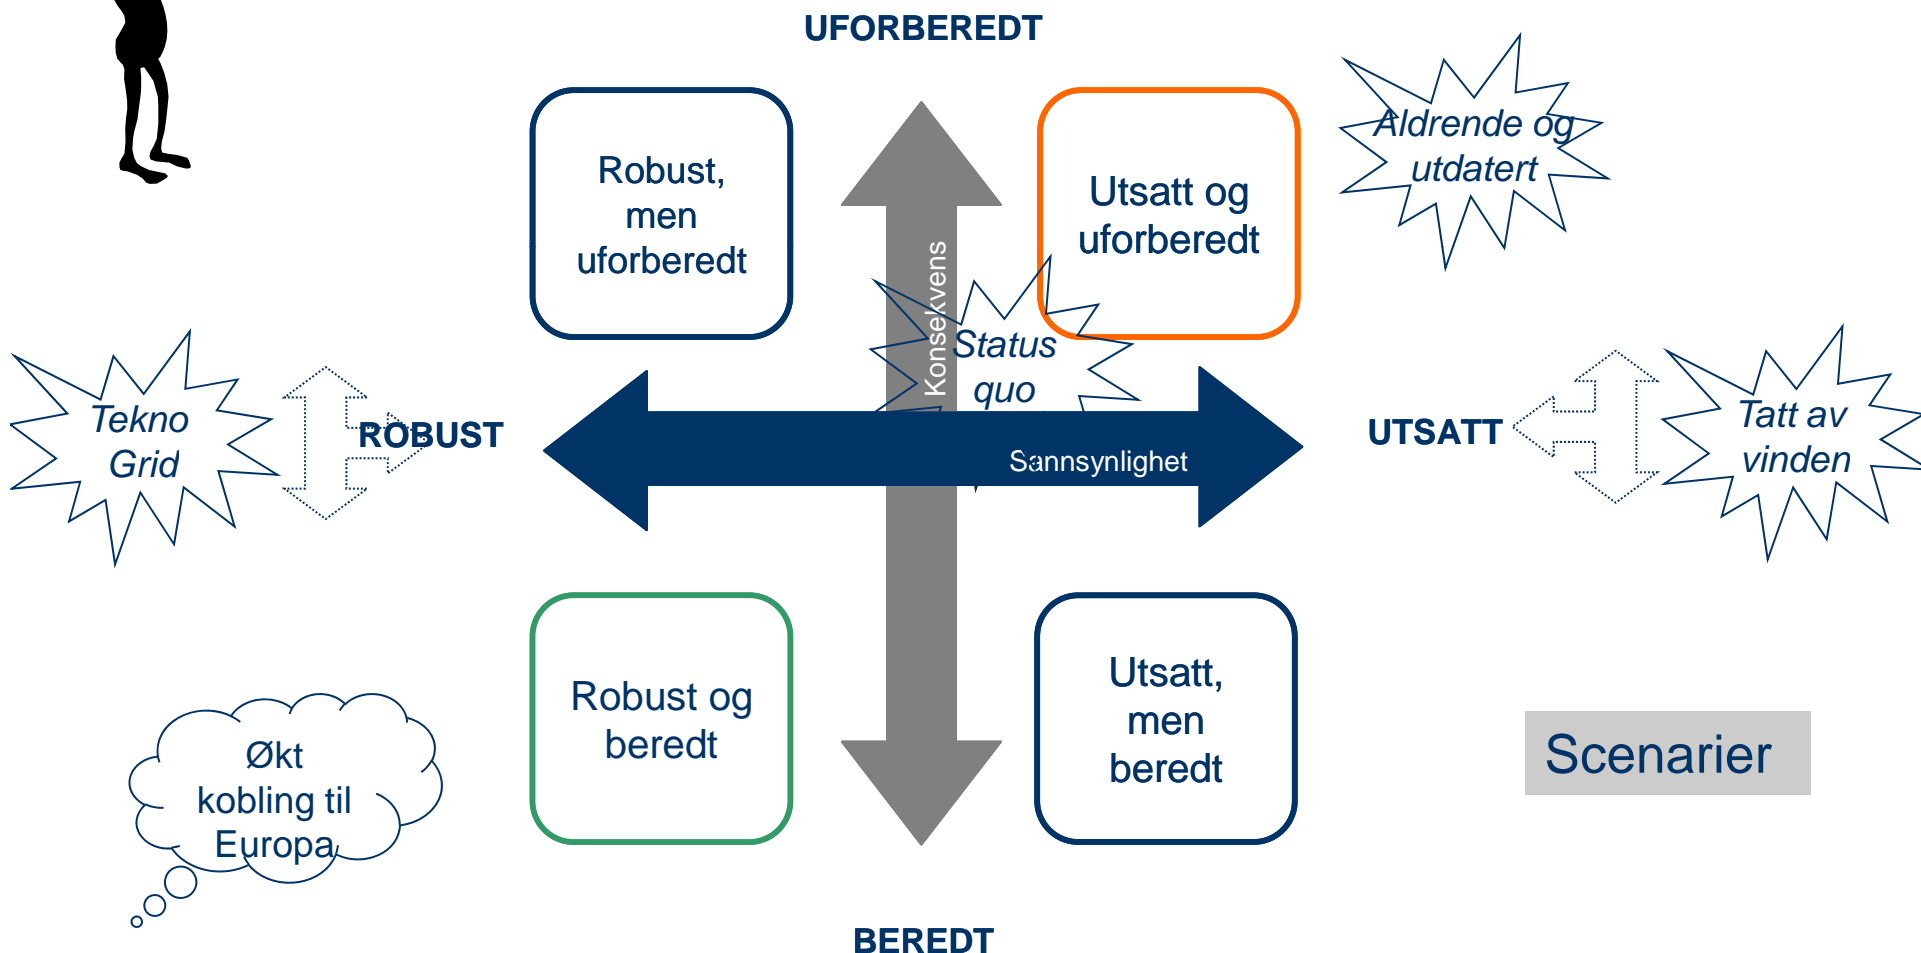 UFORBEREDT
Robust,
men
uforberedt
Utsatt og
uforberedt
Aldrende og
utdatert
Konsekvens
Status
quo
Tekno
Grid
ROBUST
Sannsynlighet
UTSATT
Tatt av
vinden
Robust og
beredt
Utsatt,
men
beredt
Økt
kobling til
Europa
Scenarier
BEREDT